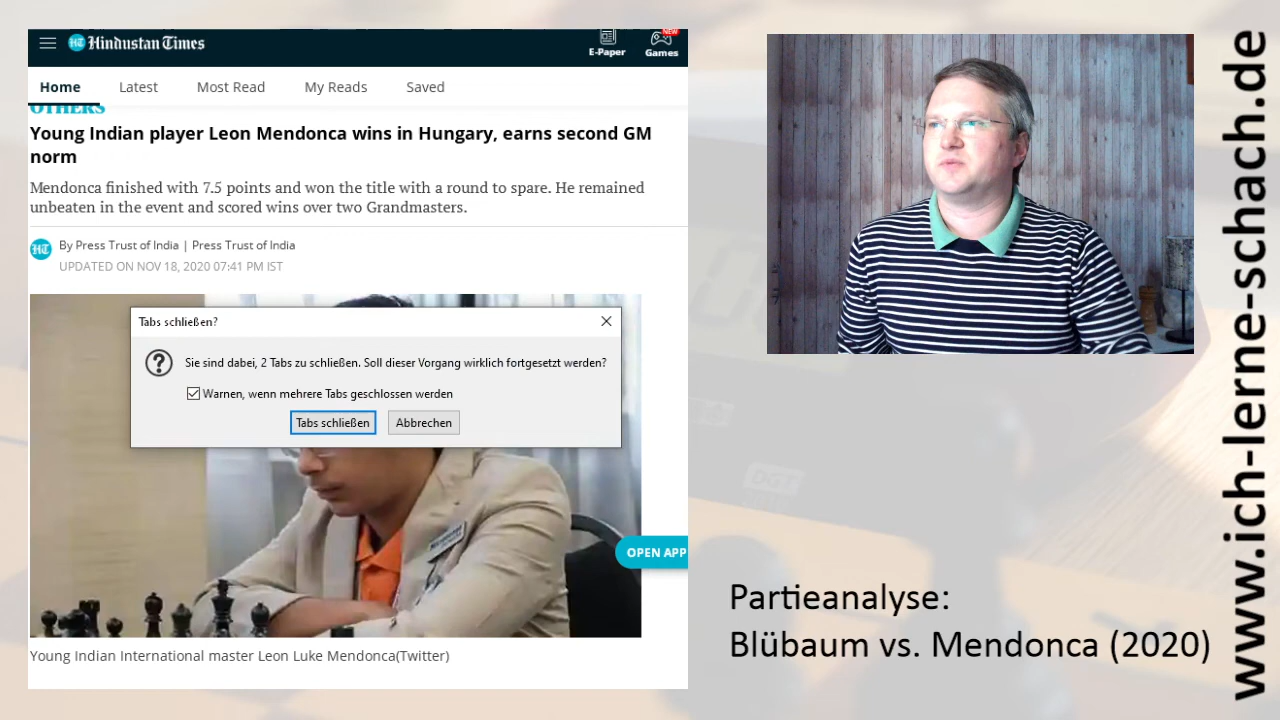 Hindustan Times
E-Paper
NEW
Games
Home
Latest
Most Read
My Reads
Saved
OTHERS
Young Indian player Leon Mendonca wins in Hungary, earns second GM
norm
Mendonca finished with 7.5 points and won the title with a round to spare. He remained
unbeaten in the event and scored wins over two Grandmasters.
HT
By Press Trust of India | Press Trust of India
UPDATED ON NOV 18, 2020 07:41 PM IST
Tabs schließen?
Sie sind dabei, 2 Tabs zu schließen. Soll dieser Vorgang wirklich fortgesetzt werden?
Warnen, wenn mehrere Tabs geschlossen werden
Tabs schließen
Abbrechen
OPEN APP
Young Indian International master Leon Luke Mendonca(Twitter)
DGT
Partieanalyse:
Blübaum vs. Mendonca (2020)
www.ich-lerne-schach.de